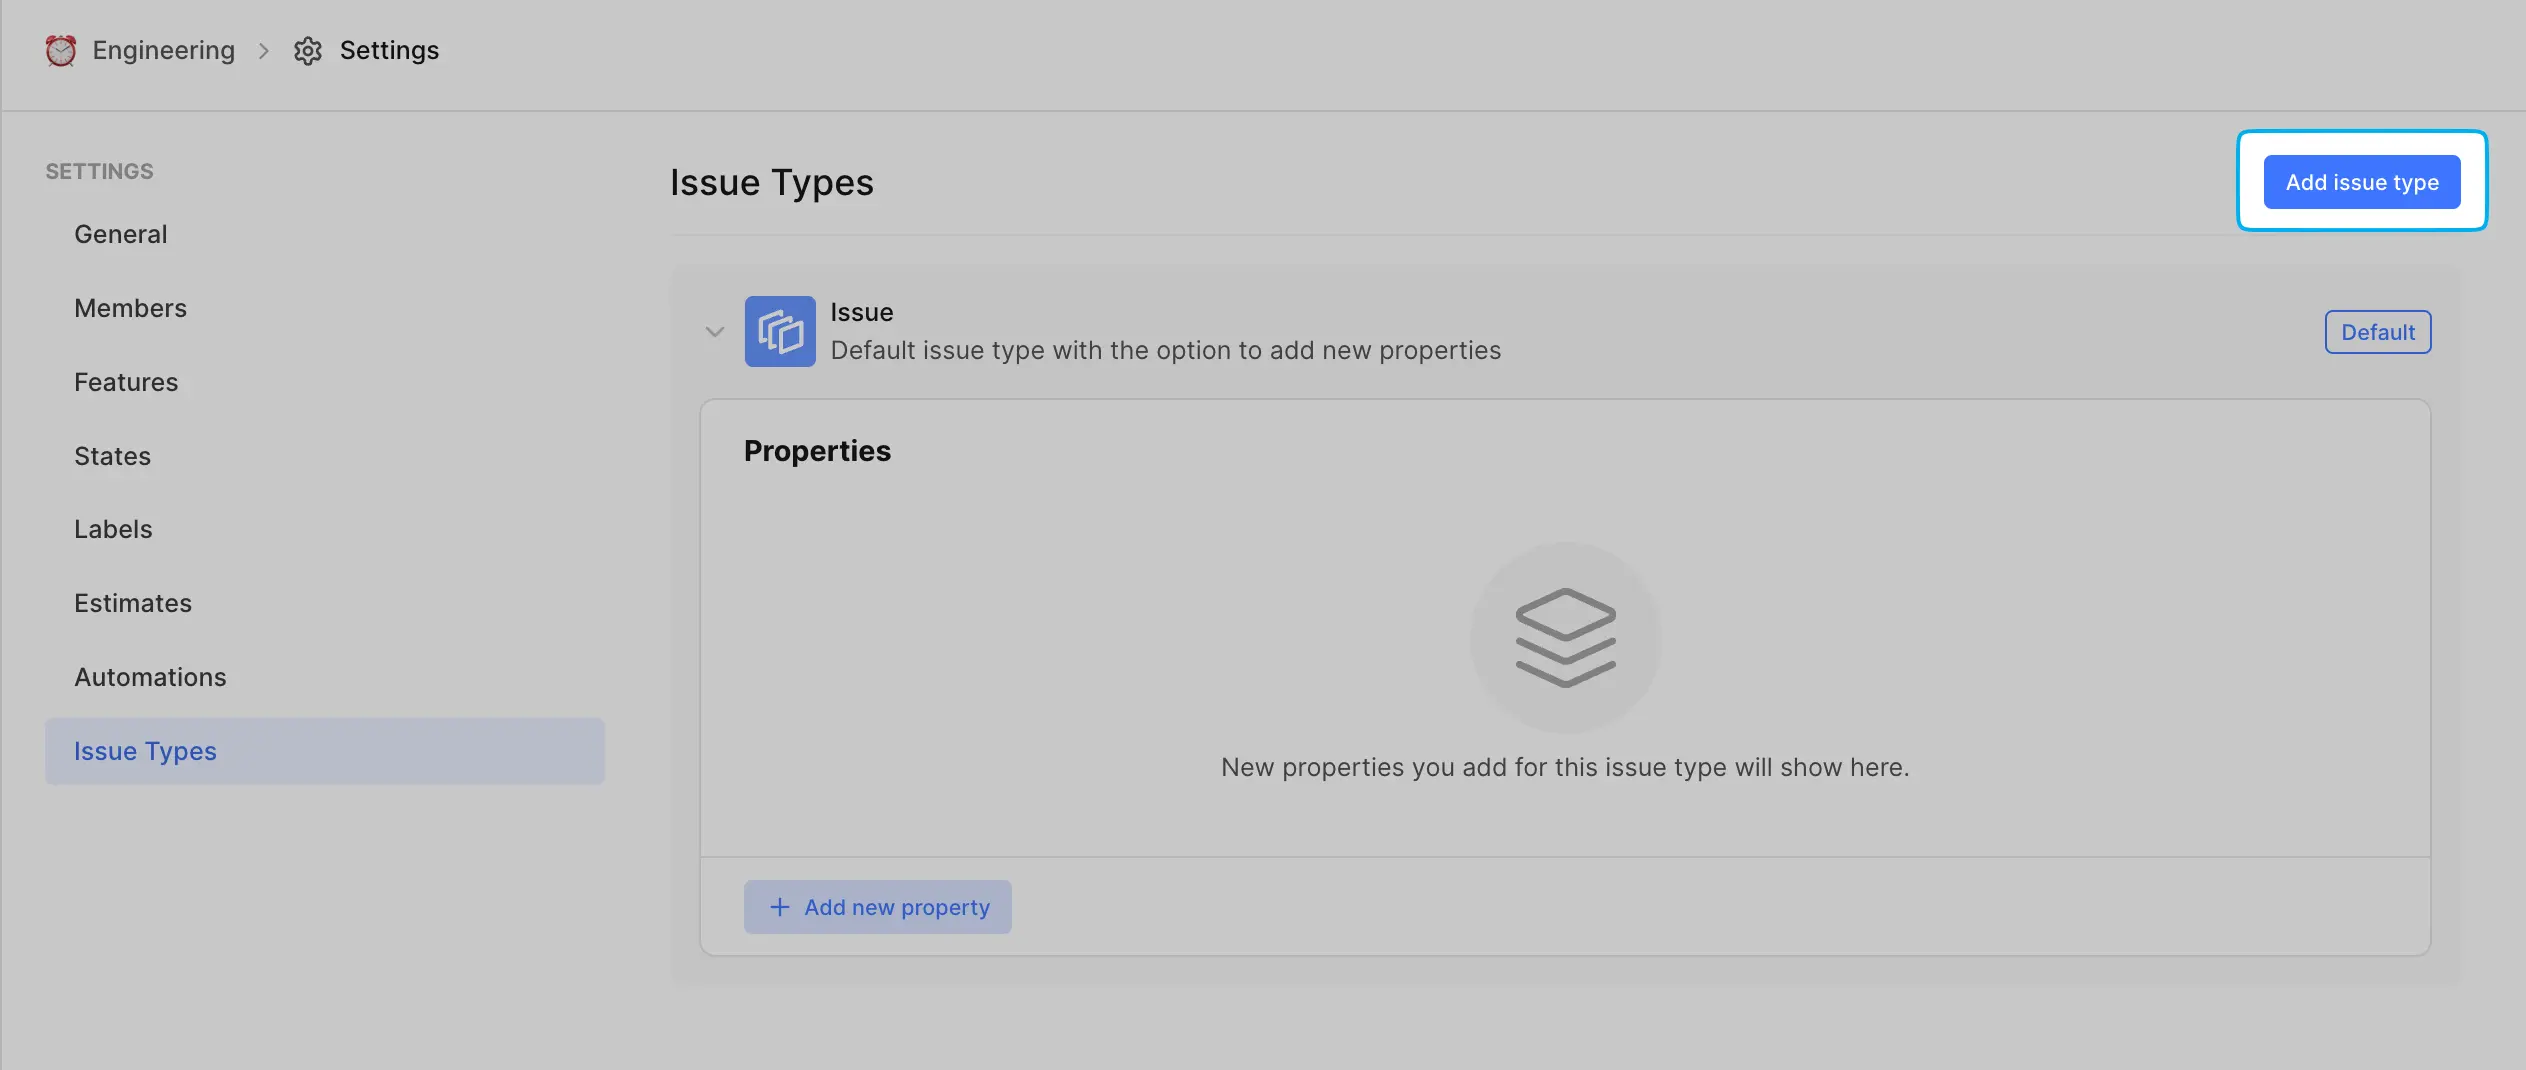 Engineering > Settings
SETTINGS
General
Members
Features
States
Labels
Estimates
Automations
Issue Types
Issue Types
Add issue type
Issue
Default issue type with the option to add new properties
Default
Properties
New properties you add for this issue type will show here.
+ Add new property